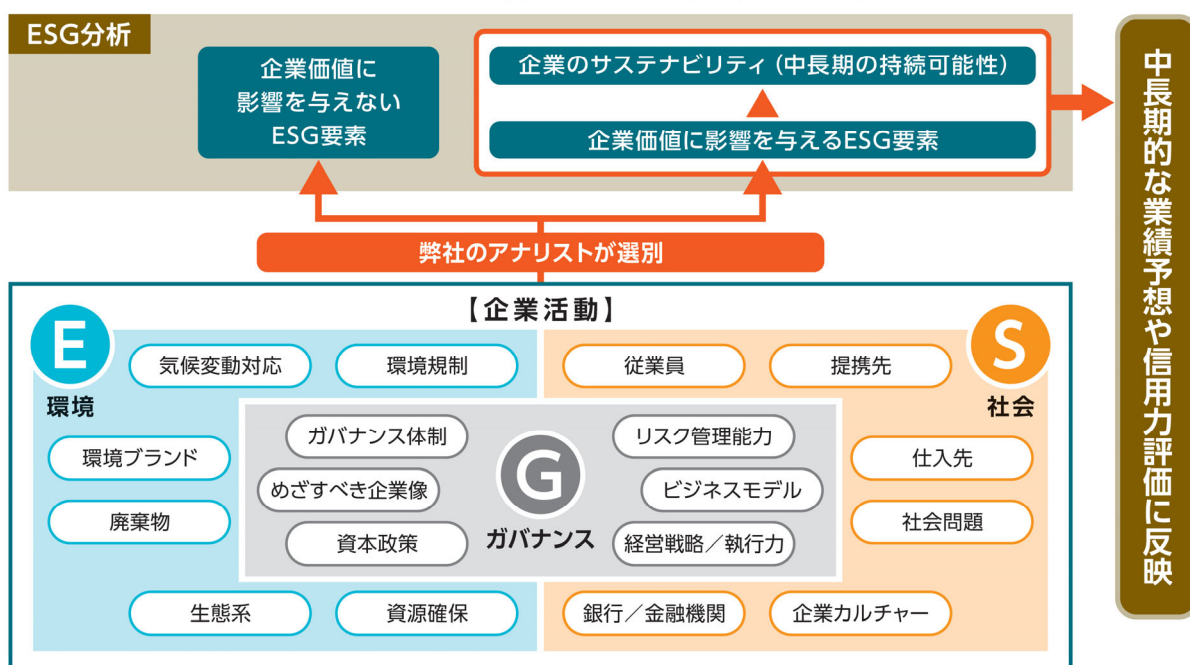 ESG分析
企業価値に
影響を与えない
ESG要素
企業のサステナビリティ（中長期の持続可能性）
企業価値に影響を与えるESG要素
中長期的な業績予想や信用力評価に反映
弊社のアナリストが選別
【企業活動】
E
環境
気候変動対応
環境規制
環境ブランド
廃棄物
生態系
資源確保
G
ガバナンス
ガバナンス体制
めざすべき企業像
資本政策
リスク管理能力
ビジネスモデル
経営戦略／執行力
S
社会
従業員
提携先
仕入先
社会問題
銀行／金融機関
企業カルチャー